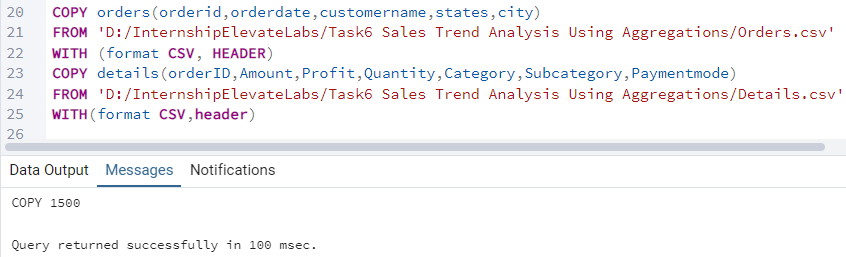 20 COPY orders(orderid,orderdate,customername,states,city)
21 FROM 'D:/InternshipElevateLabs/Task6 Sales Trend Analysis Using Aggregations/Orders.csv'
22 WITH (format CSV, HEADER)
23 COPY details(orderID,Amount,Profit,Quantity,Category,Subcategory,Paymentmode)
24 FROM 'D:/InternshipElevateLabs/Task6 Sales Trend Analysis Using Aggregations/Details.csv'
25 WITH(format CSV,header)
26
Data Output Messages Notifications
COPY 1500
Query returned successfully in 100 msec.